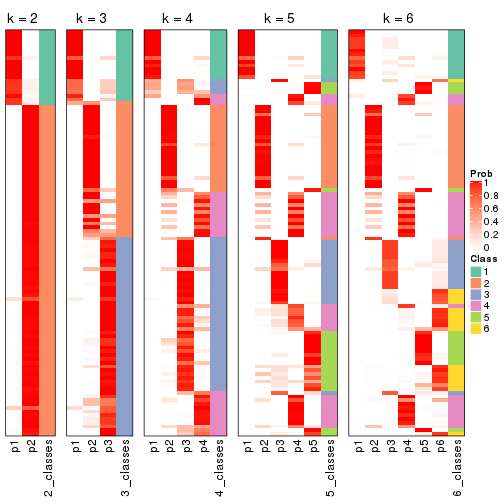 k = 2
k = 3
k = 4
k = 5
k = 6
p1
p2
2_classes
p1
p2
p3
3_classes
p1
p2
p3
p4
4_classes
p1
p2
p3
p4
p5
5_classes
p1
p2
p3
p4
p5
p6
6_classes
Prob
1
0.8
0.6
0.4
0.2
0
Class
1
2
3
4
5
6